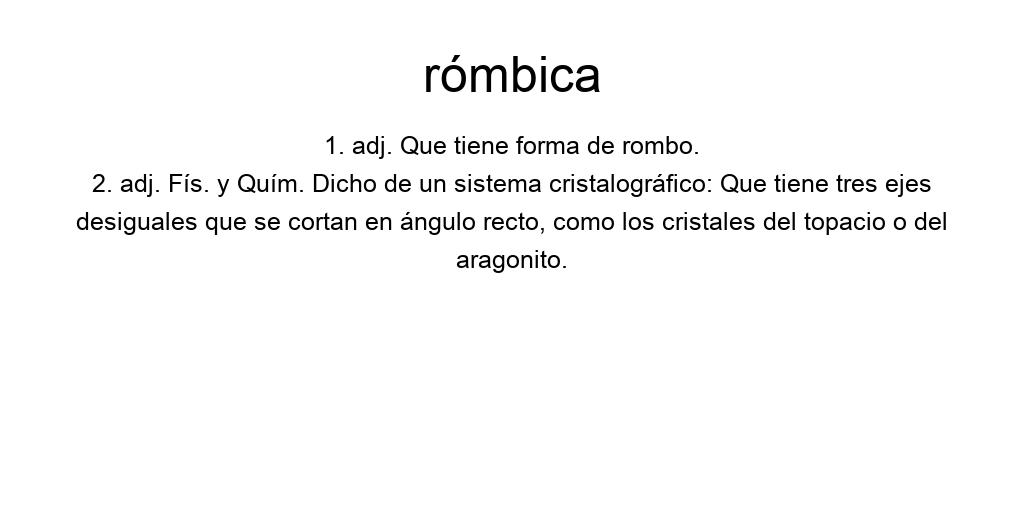 rómbica
1. adj. Que tiene forma de rombo.
2. adj. Fís. y Quím. Dicho de un sistema cristalográfico: Que tiene tres ejes
desiguales que se cortan en ángulo recto, como los cristales del topacio o del
aragonito.